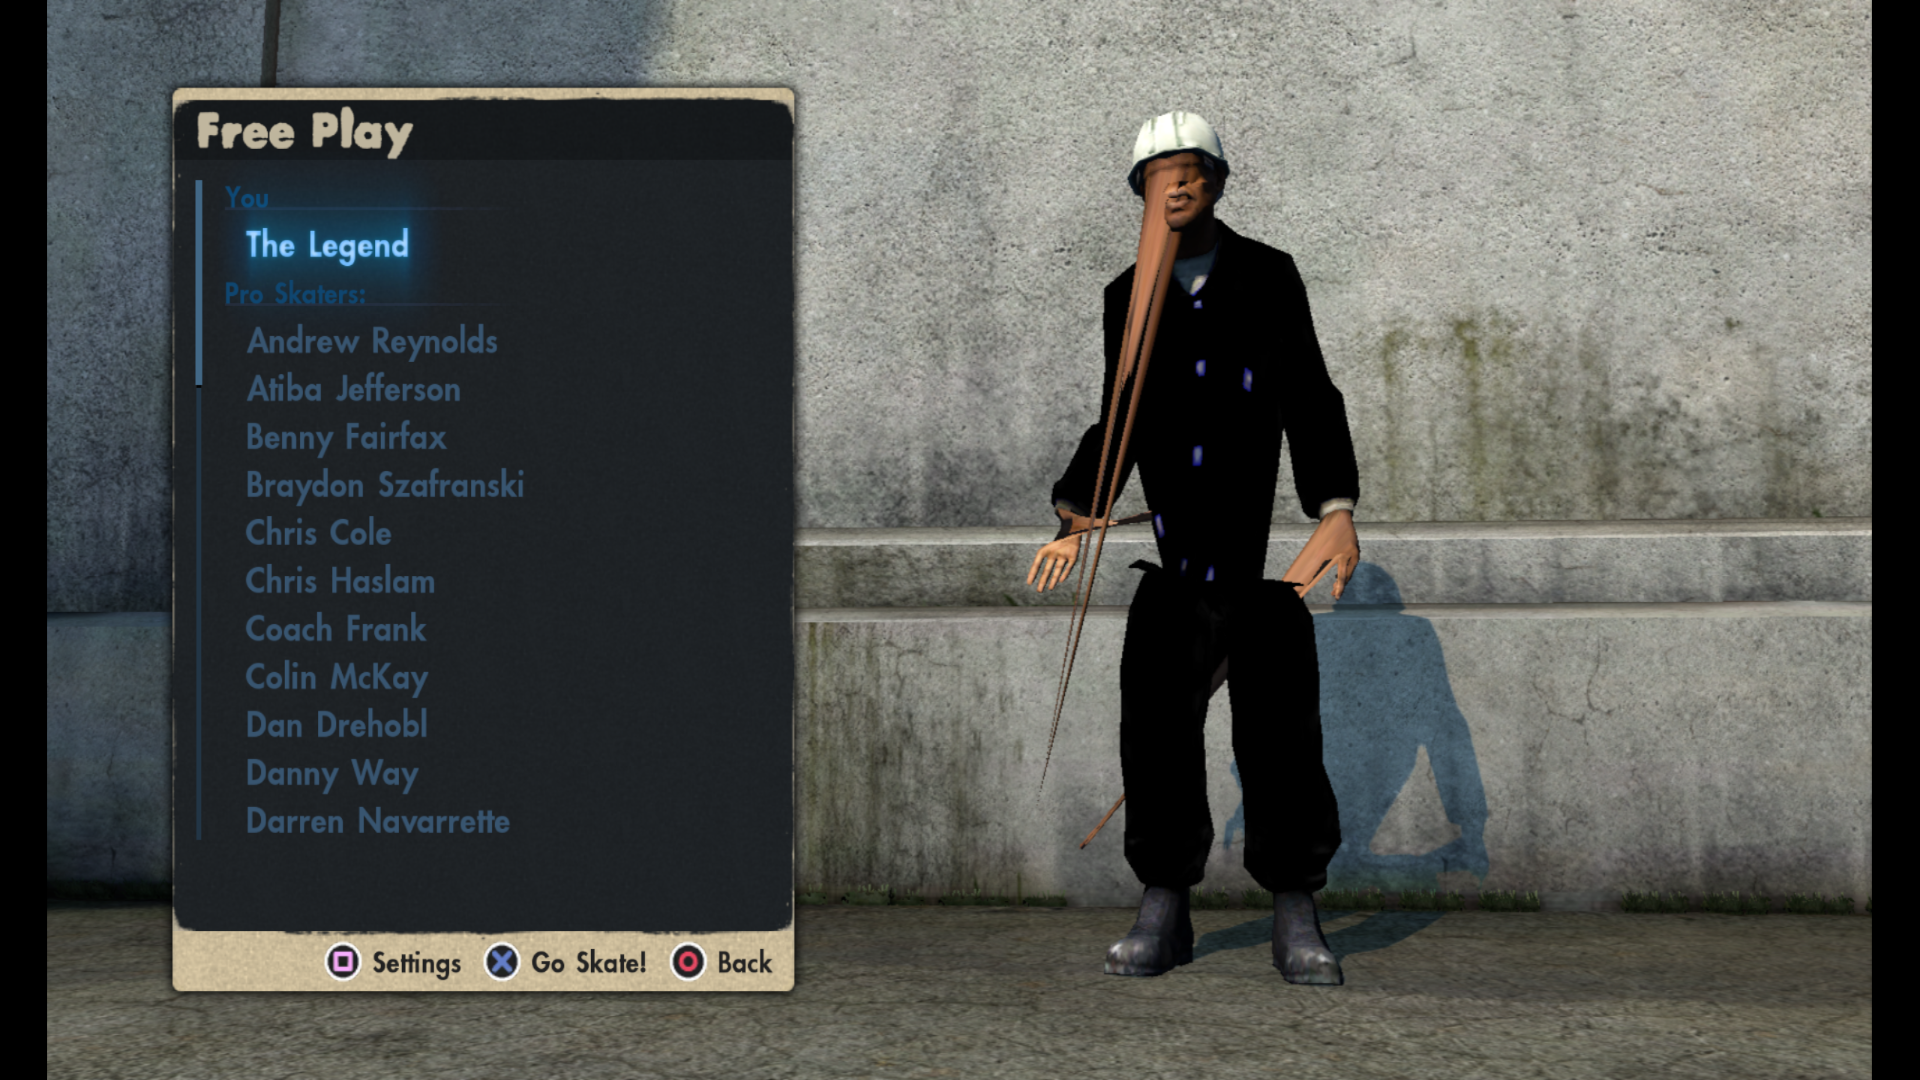 Free Play
You
The Legend
Pro Skaters:
Andrew Reynolds
Atiba Jefferson
Benny Fairfax
Braydon Szafranski
Chris Cole
Chris Haslam
Coach Frank
Colin McKay
Dan Drehobl
Danny Way
Darren Navarrette
Settings Go Skate! Back